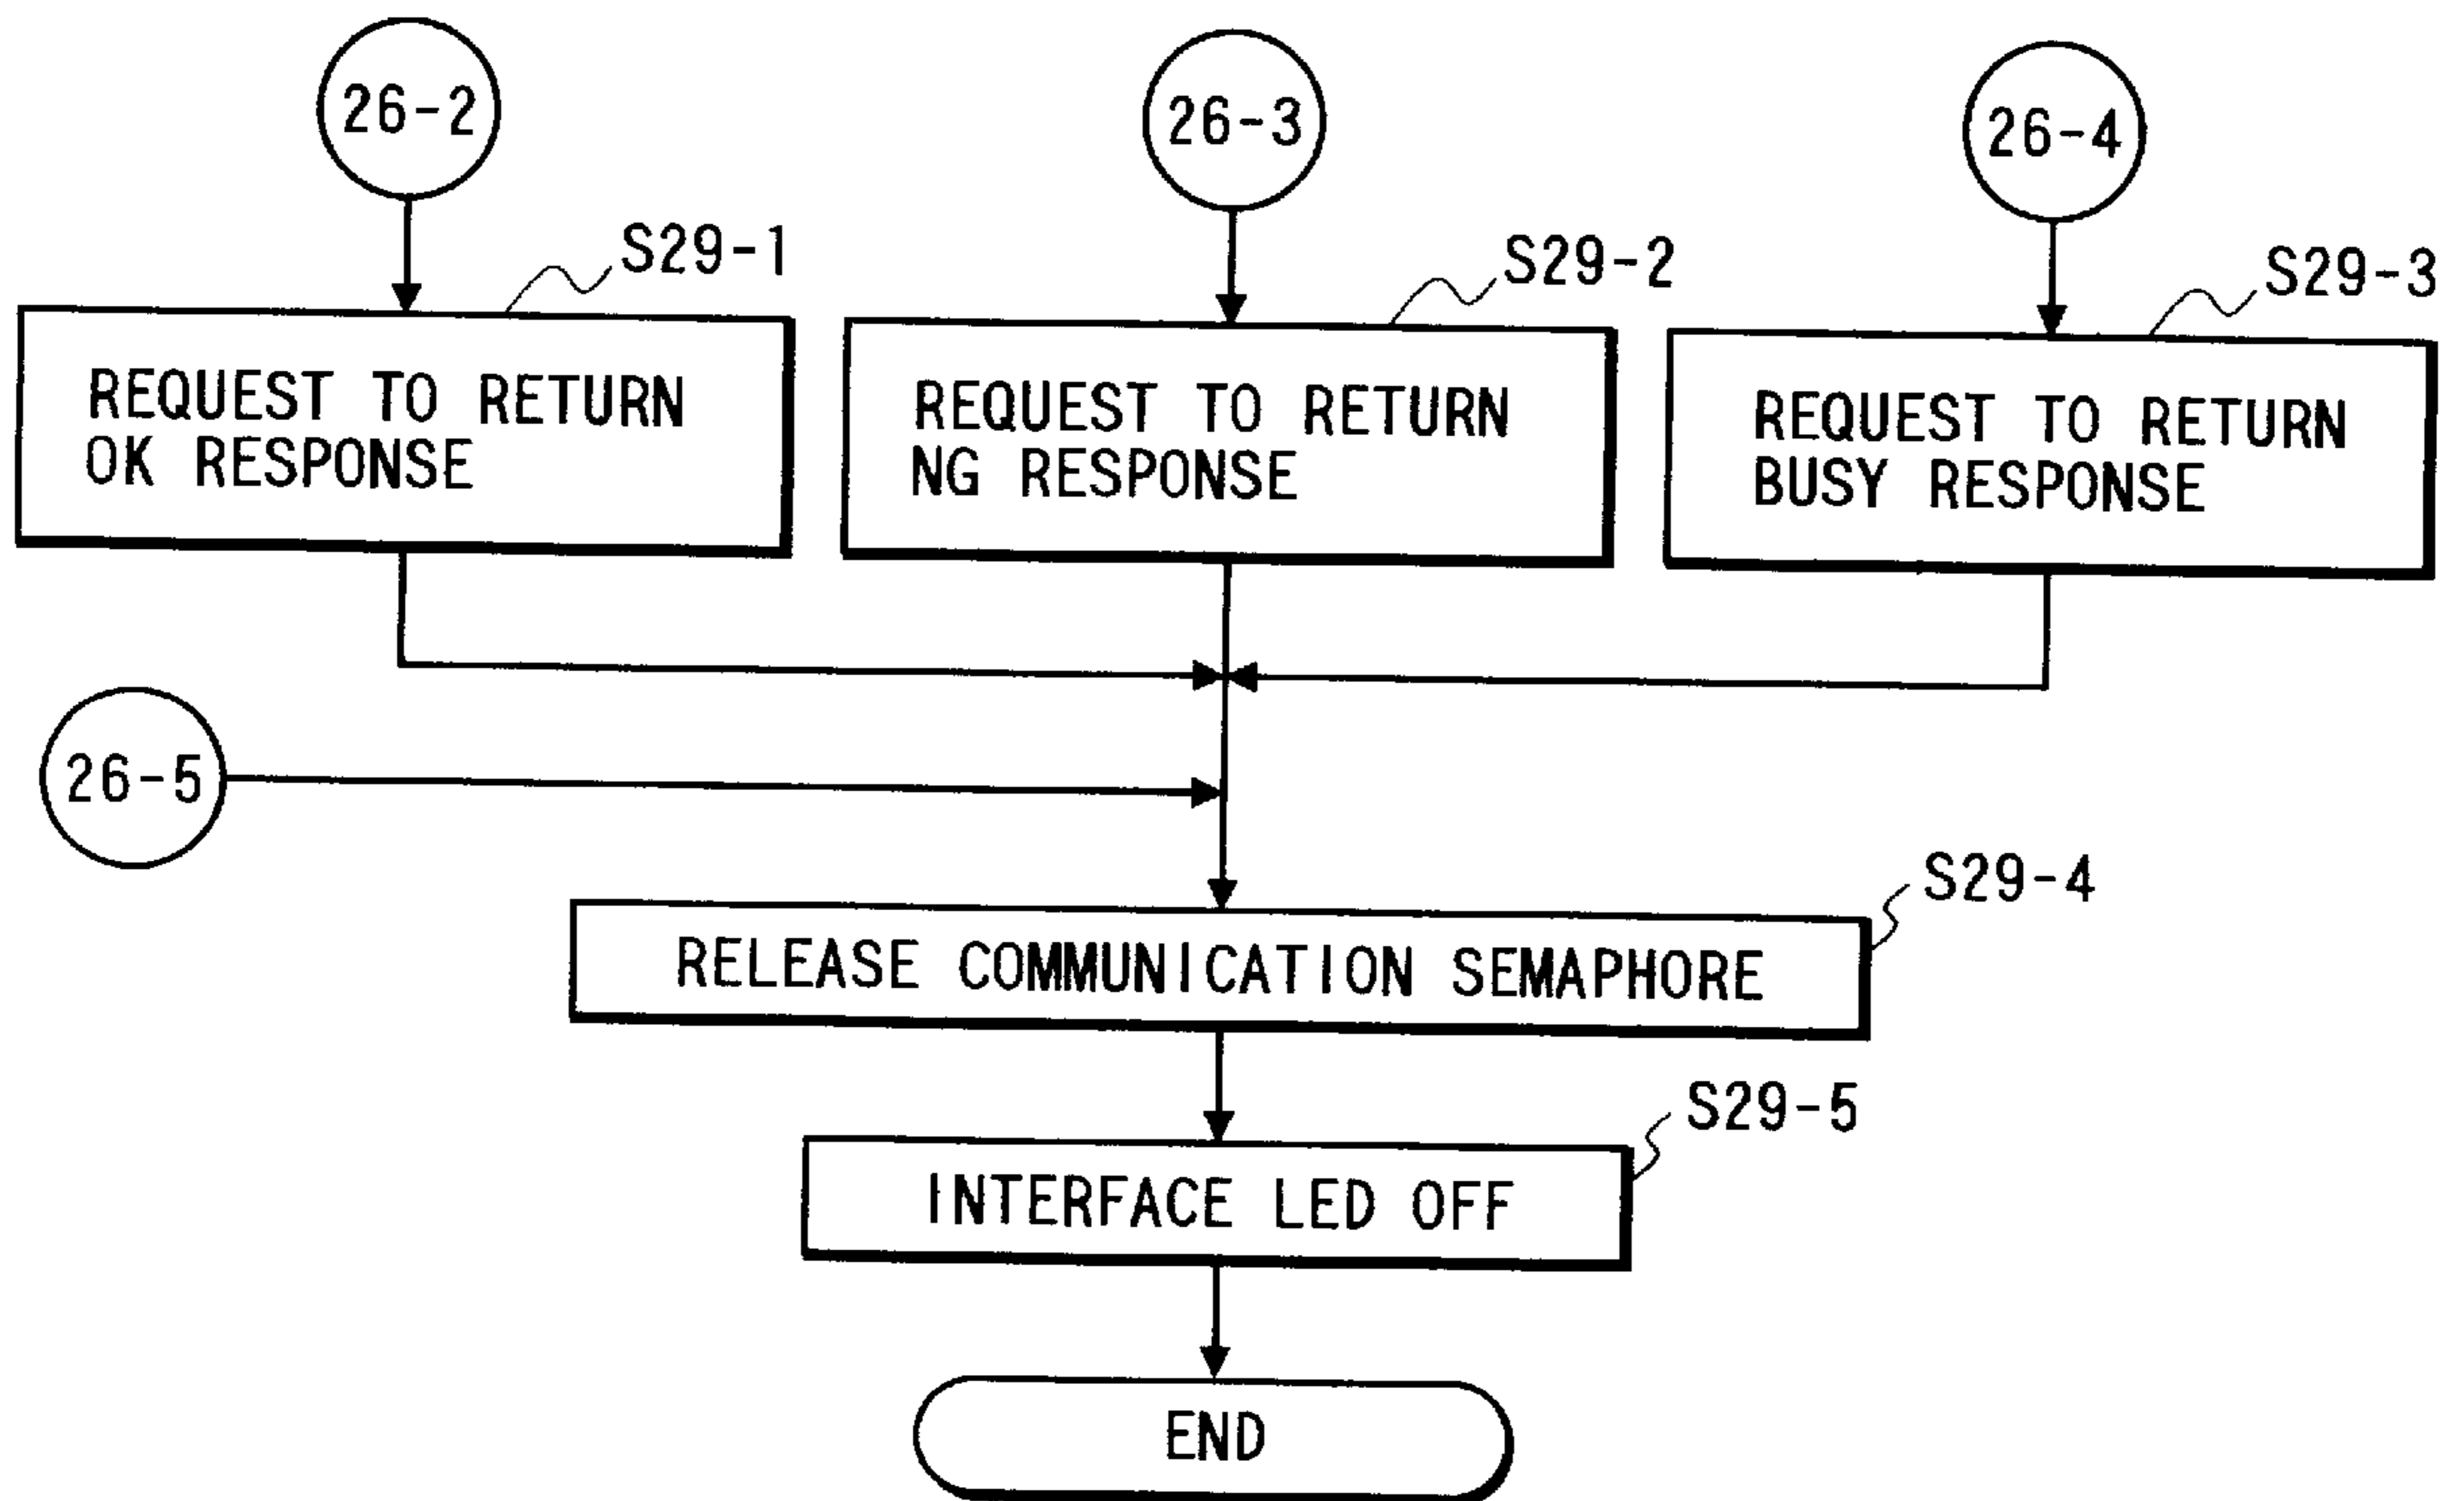 26-2
26-3
26-4
S29-1
S29-2
S29-3
REQUEST TO RETURN
OK RESPONSE
REQUEST TO RETURN
NG RESPONSE
REQUEST TO RETURN
BUSY RESPONSE
26-5
S29-4
RELEASE COMMUNICATION SEMAPHORE
S29-5
INTERFACE LED OFF
END